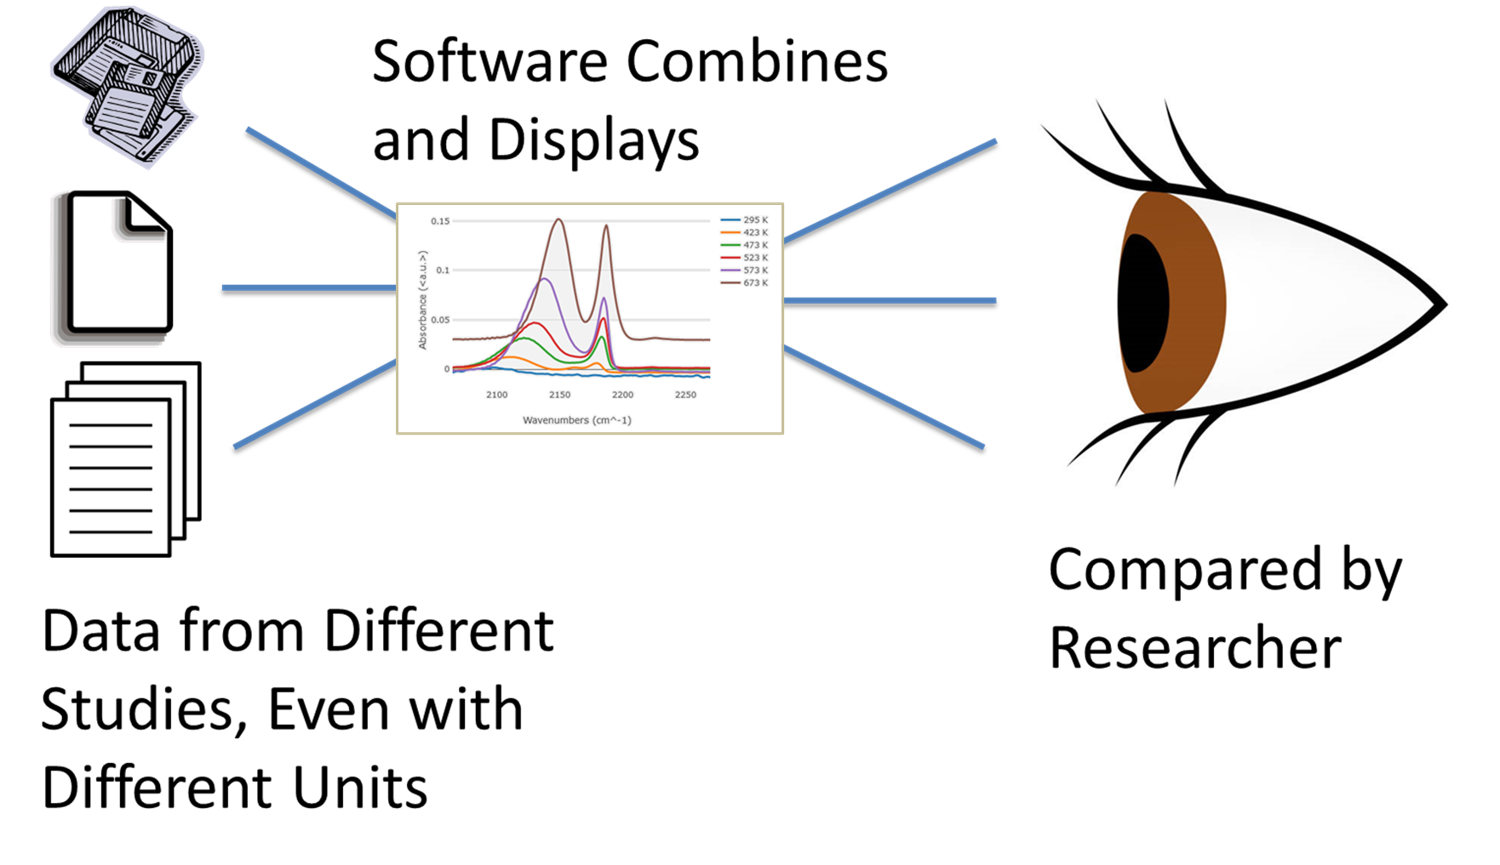 Software Combines
and Displays
0.15
0.1
0.05
0
Absorbance (<a.u.>)
2100
2150
2200
2250
Wavenumbers (cm^-1)
295 K
423 K
473 K
523 K
573 K
673 K
Data from Different
Studies, Even with
Different Units
Compared by
Researcher